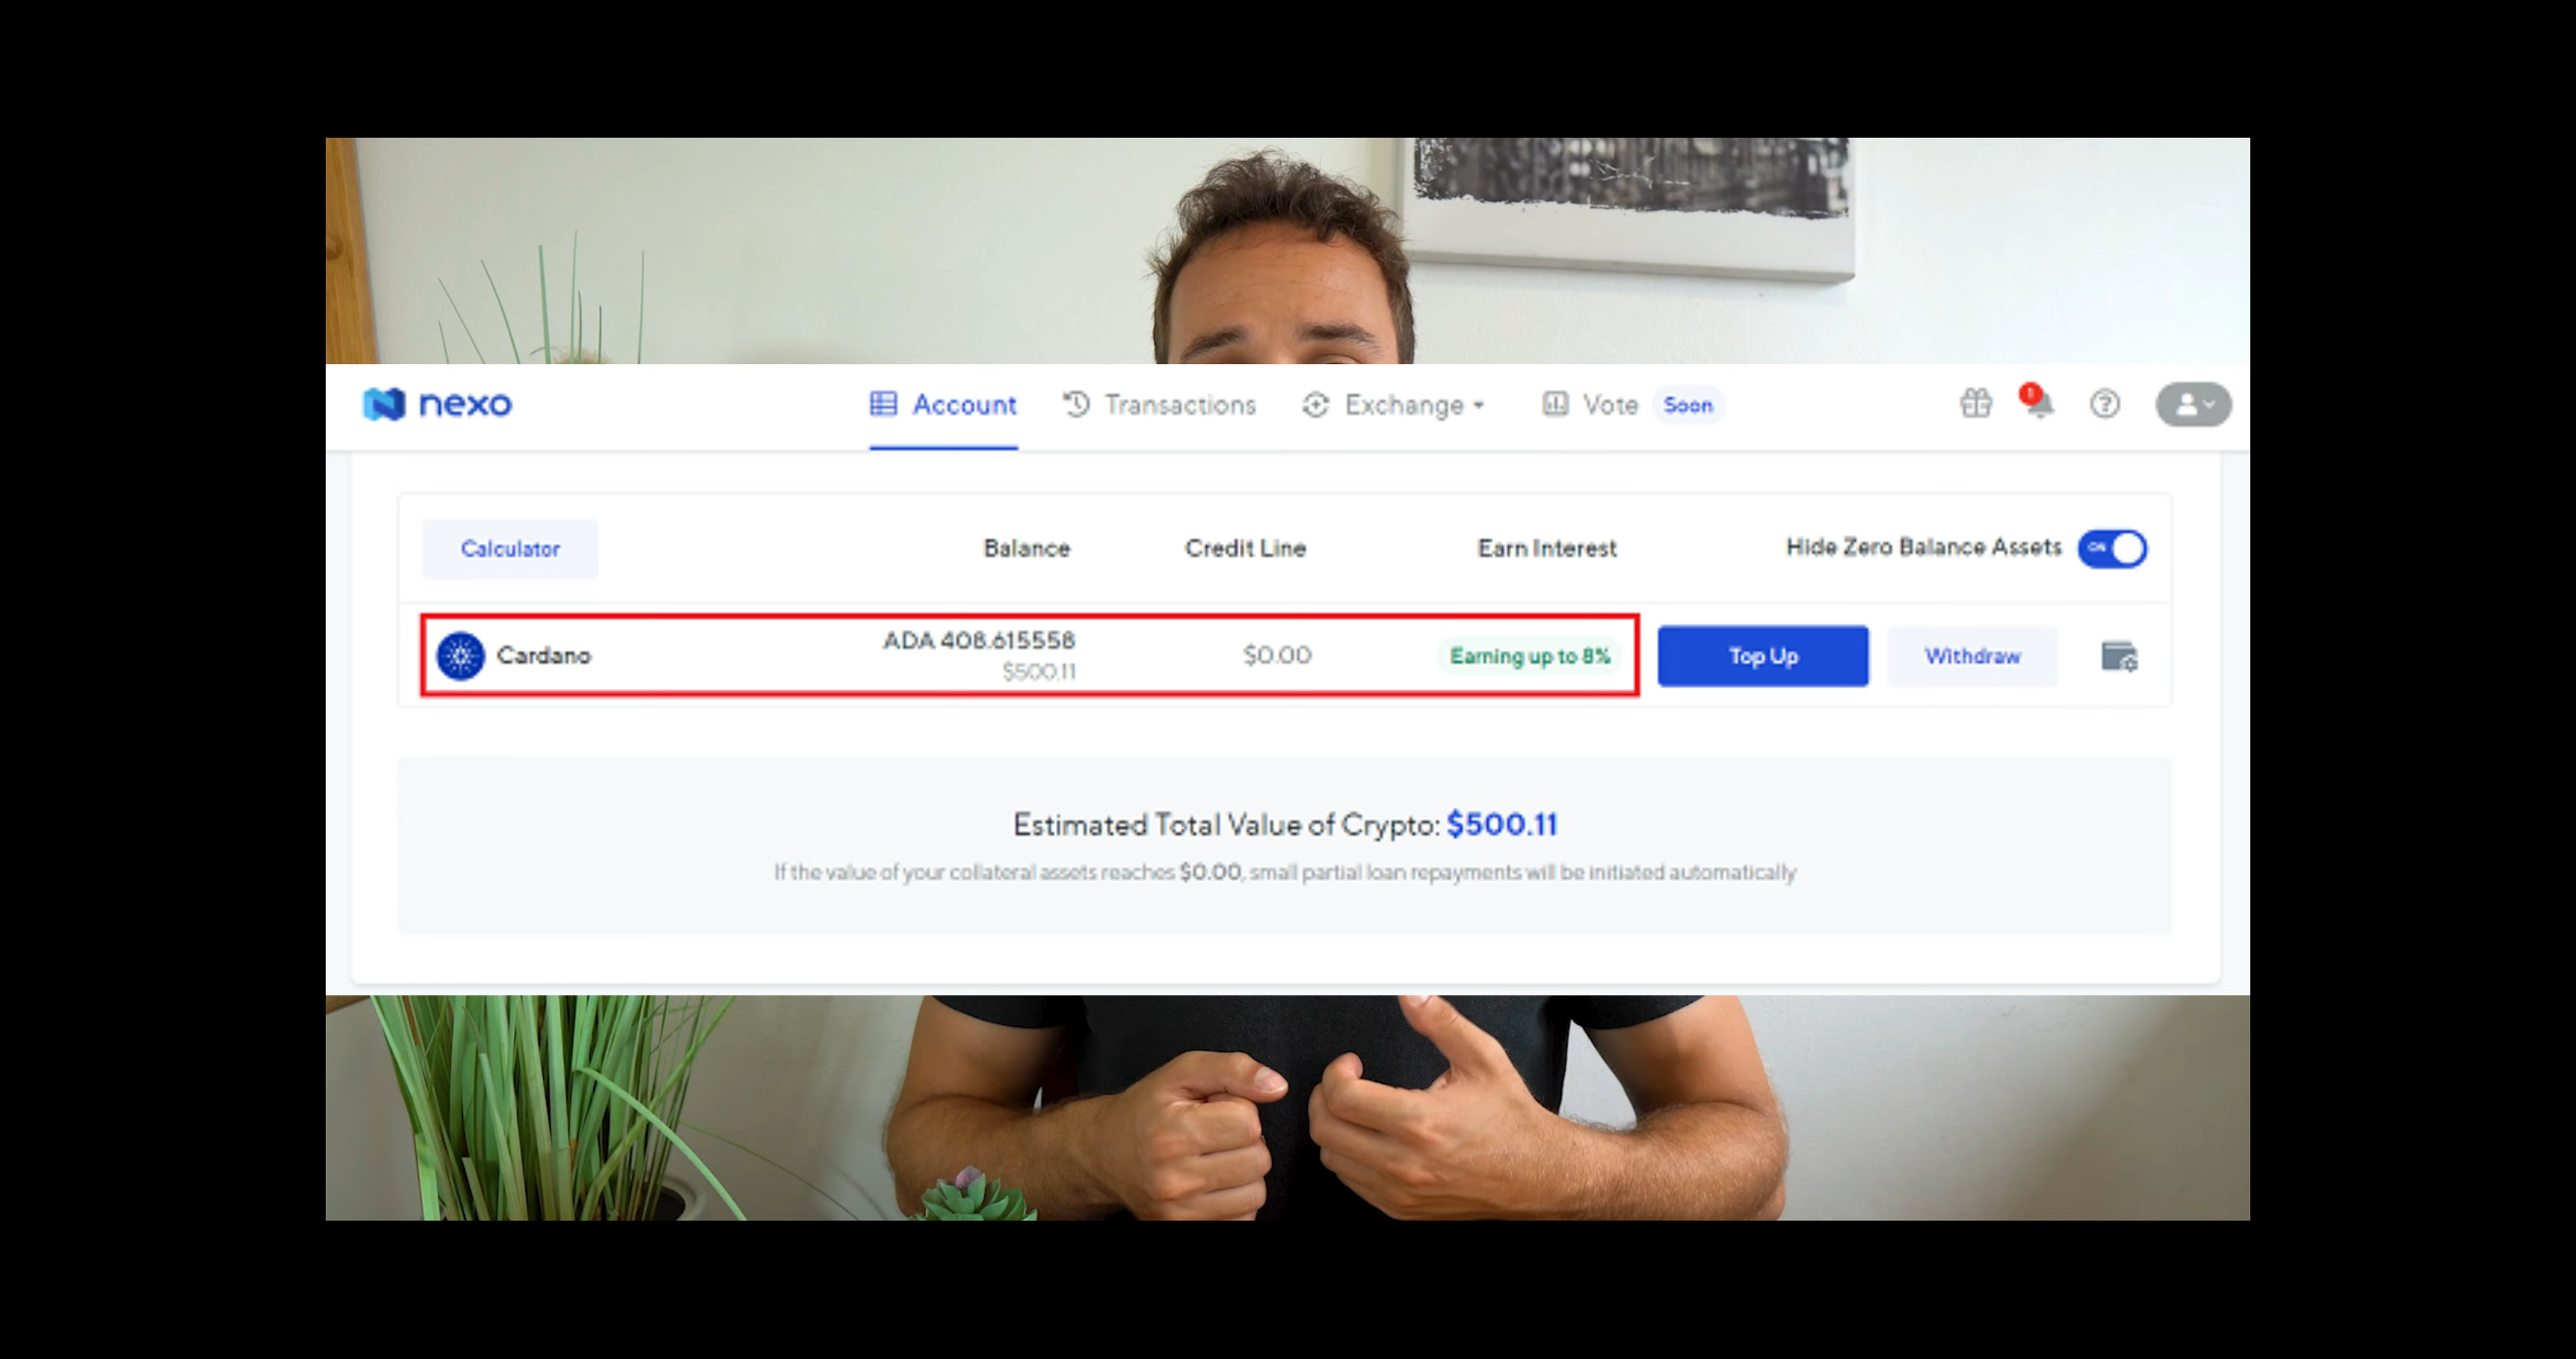 nexo
Account
Transactions
Exchange
Vote
Soon
1
Calculator
Balance
Credit Line
Earn Interest
Hide Zero Balance Assets
ON
Cardano
ADA 408.615558
$500.11
$0.00
Earning up to 8%
Top Up
Withdraw
Estimated Total Value of Crypto: $500.11
If the value of your collateral assets reaches $0.00, small partial loan repayments will be initiated automatically